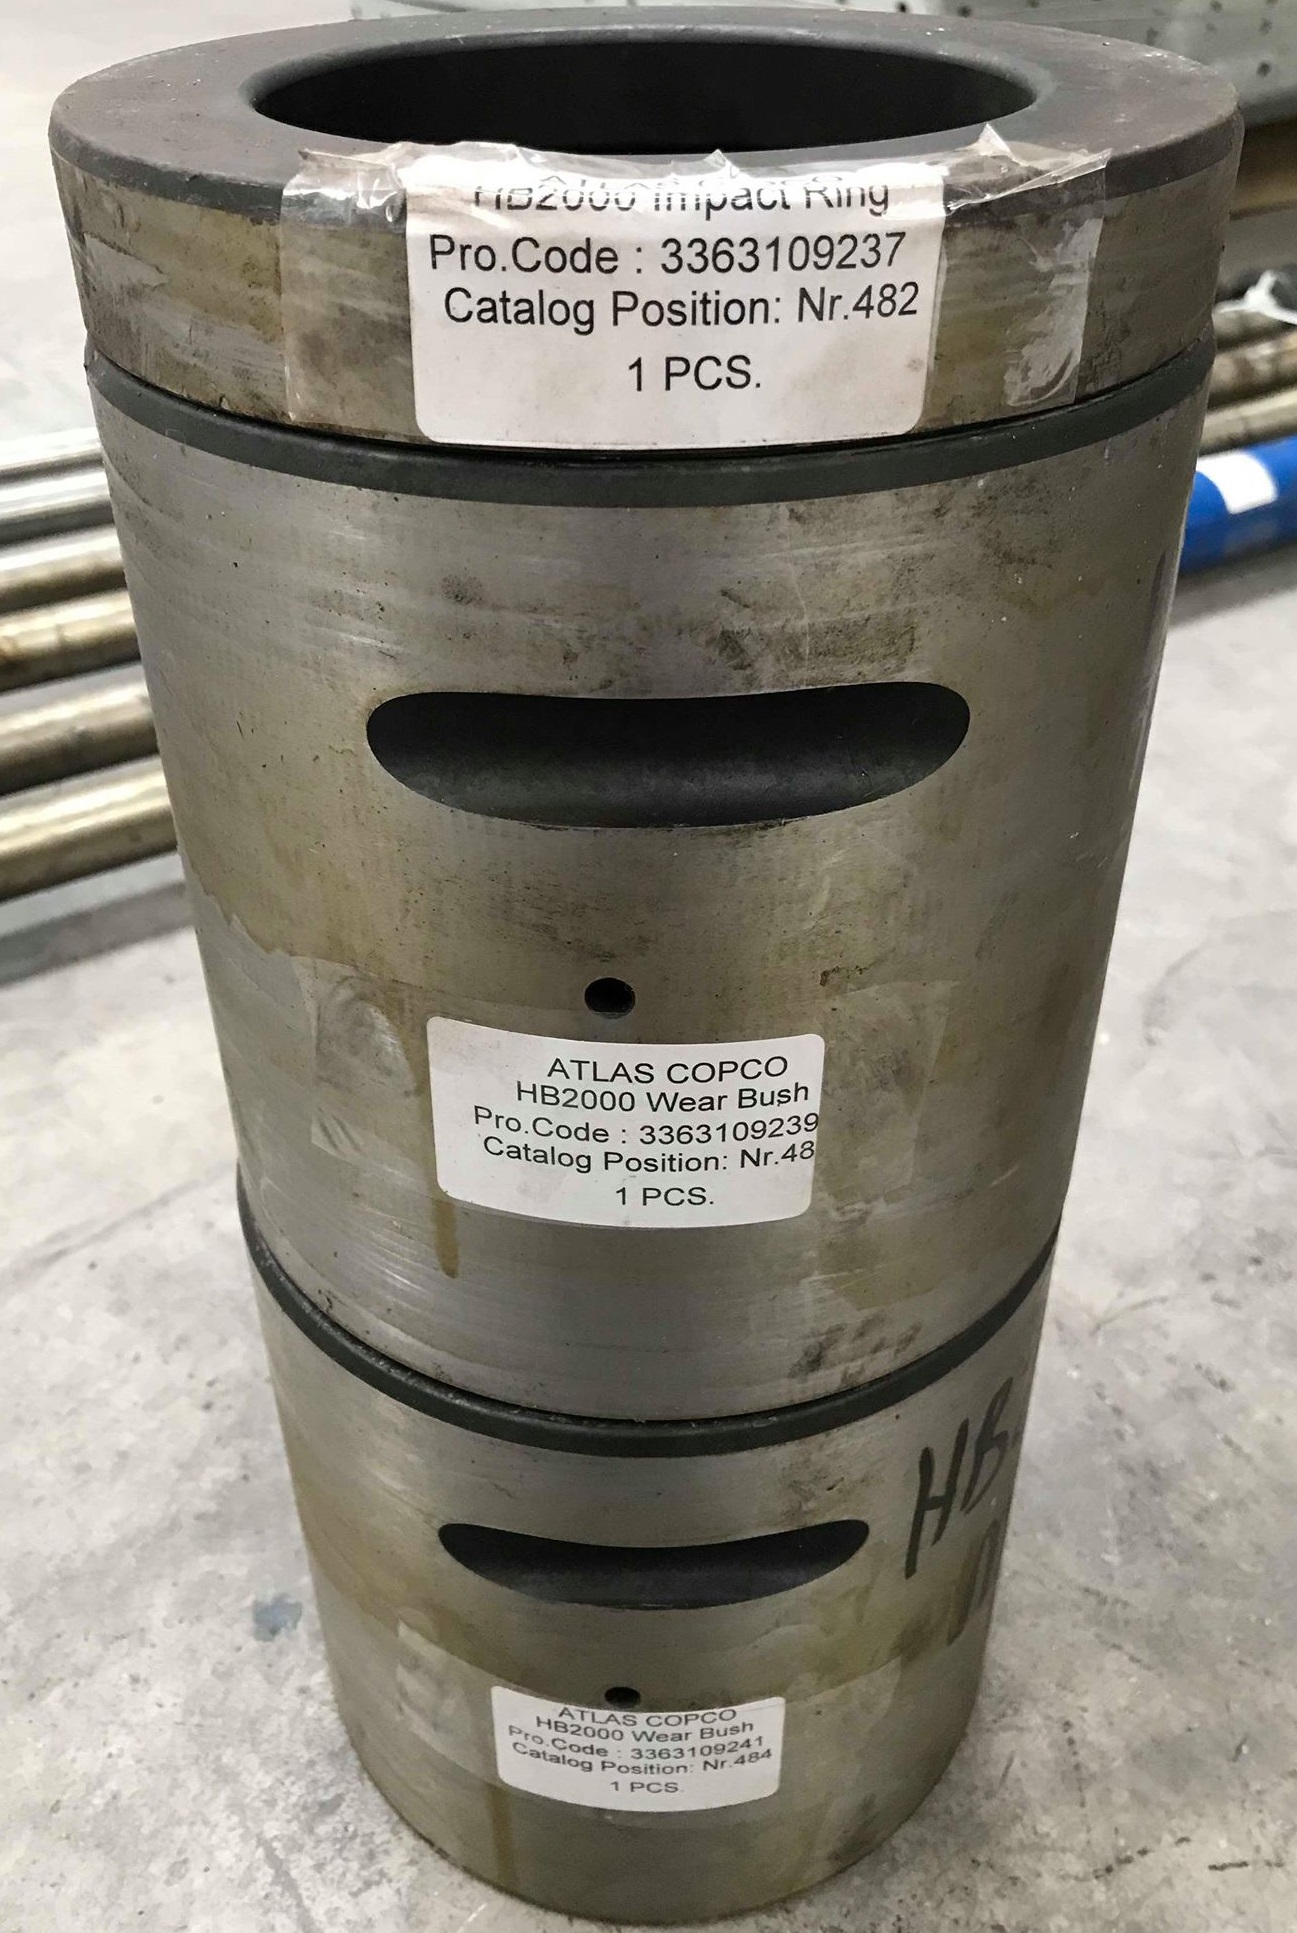 ATLAS COPCO
HB2000 Impact Ring
Pro.Code : 3363109237
Catalog Position: Nr.482
1 PCS.
ATLAS COPCO
HB2000 Wear Bush
Pro.Code : 3363109239
Catalog Position: Nr.48
1 PCS.
HB
ATLAS COPCO
HB2000 Wear Bush
Pro.Code : 3363109241
Catalog Position: Nr.484
1 PCS.